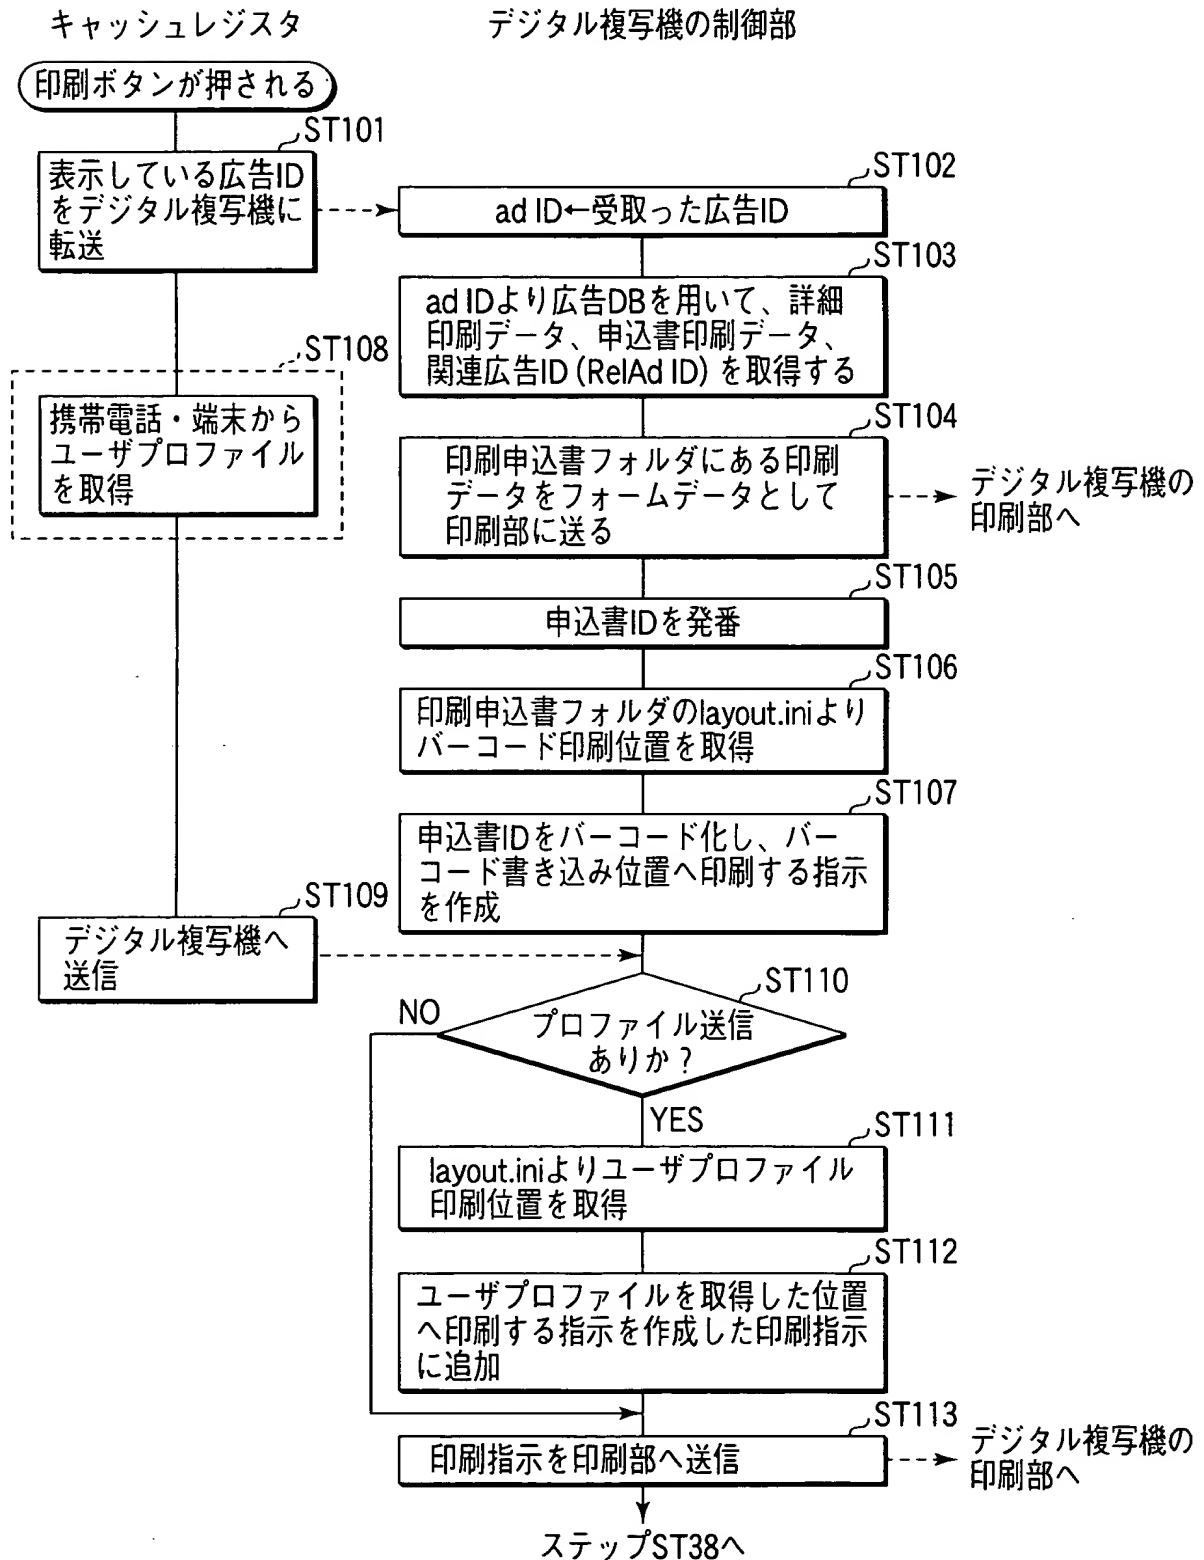 キャッシュレジスタ
デジタル複写機の制御部
印刷ボタンが押される
ST101
表示している広告ID
をデジタル複写機に
転送
ST102
ad ID←受取った広告ID
ST103
ad IDより広告DBを用いて、詳細
印刷データ、申込書印刷データ、
関連広告ID(RelAd ID)を取得する
ST108
携帯電話・端末から
ユーザプロファイル
を取得
ST104
印刷申込書フォルダにある印刷
データをフォームデータとして
印刷部に送る
デジタル複写機の
印刷部へ
ST105
申込書IDを発番
ST106
印刷申込書フォルダのlayout.iniより
バーコード印刷位置を取得
ST107
申込書IDをバーコード化し、バー
コード書き込み位置へ印刷する指示
を作成
ST109
デジタル複写機へ
送信
ST110
プロファイル送信
ありか?
NO
YES
ST111
layout.iniよりユーザプロファイル
印刷位置を取得
ST112
ユーザプロファイルを取得した位置
へ印刷する指示を作成した印刷指示
に追加
ST113
印刷指示を印刷部へ送信
デジタル複写機の
印刷部へ
ステップST38へ